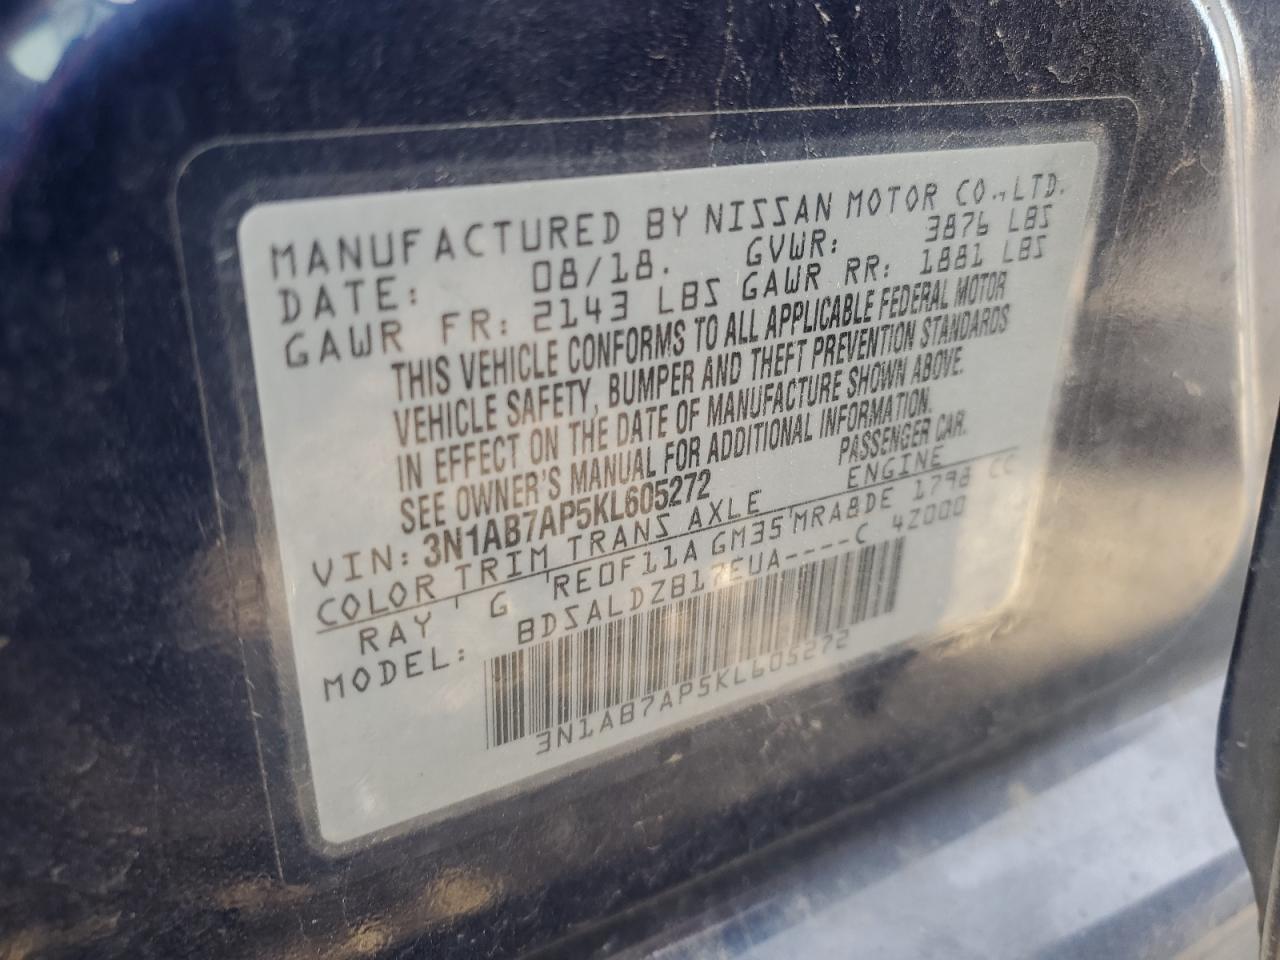 MANUFACTURED BY NISSAN MOTOR CO.,LTD.
DATE: 08/18. GVWR: 3876 LBS
GAWR FR: 2143 LBS GAWR RR: 1881 LBS
THIS VEHICLE CONFORMS TO ALL APPLICABLE FEDERAL MOTOR
VEHICLE SAFETY, BUMPER AND THEFT PREVENTION STANDARDS
IN EFFECT ON THE DATE OF MANUFACTURE SHOWN ABOVE.
SEE OWNER'S MANUAL FOR ADDITIONAL INFORMATION.
VIN: 3N1AB7AP5KL605272 PASSENGER CAR.
COLOR TRIM TRANS AXLE ENGINE
RAY G RE0F11A GM35 MRA8DE 1798 CC
MODEL: BDSALDZB17EUA----C 4Z000
3N1AB7AP5KL605272